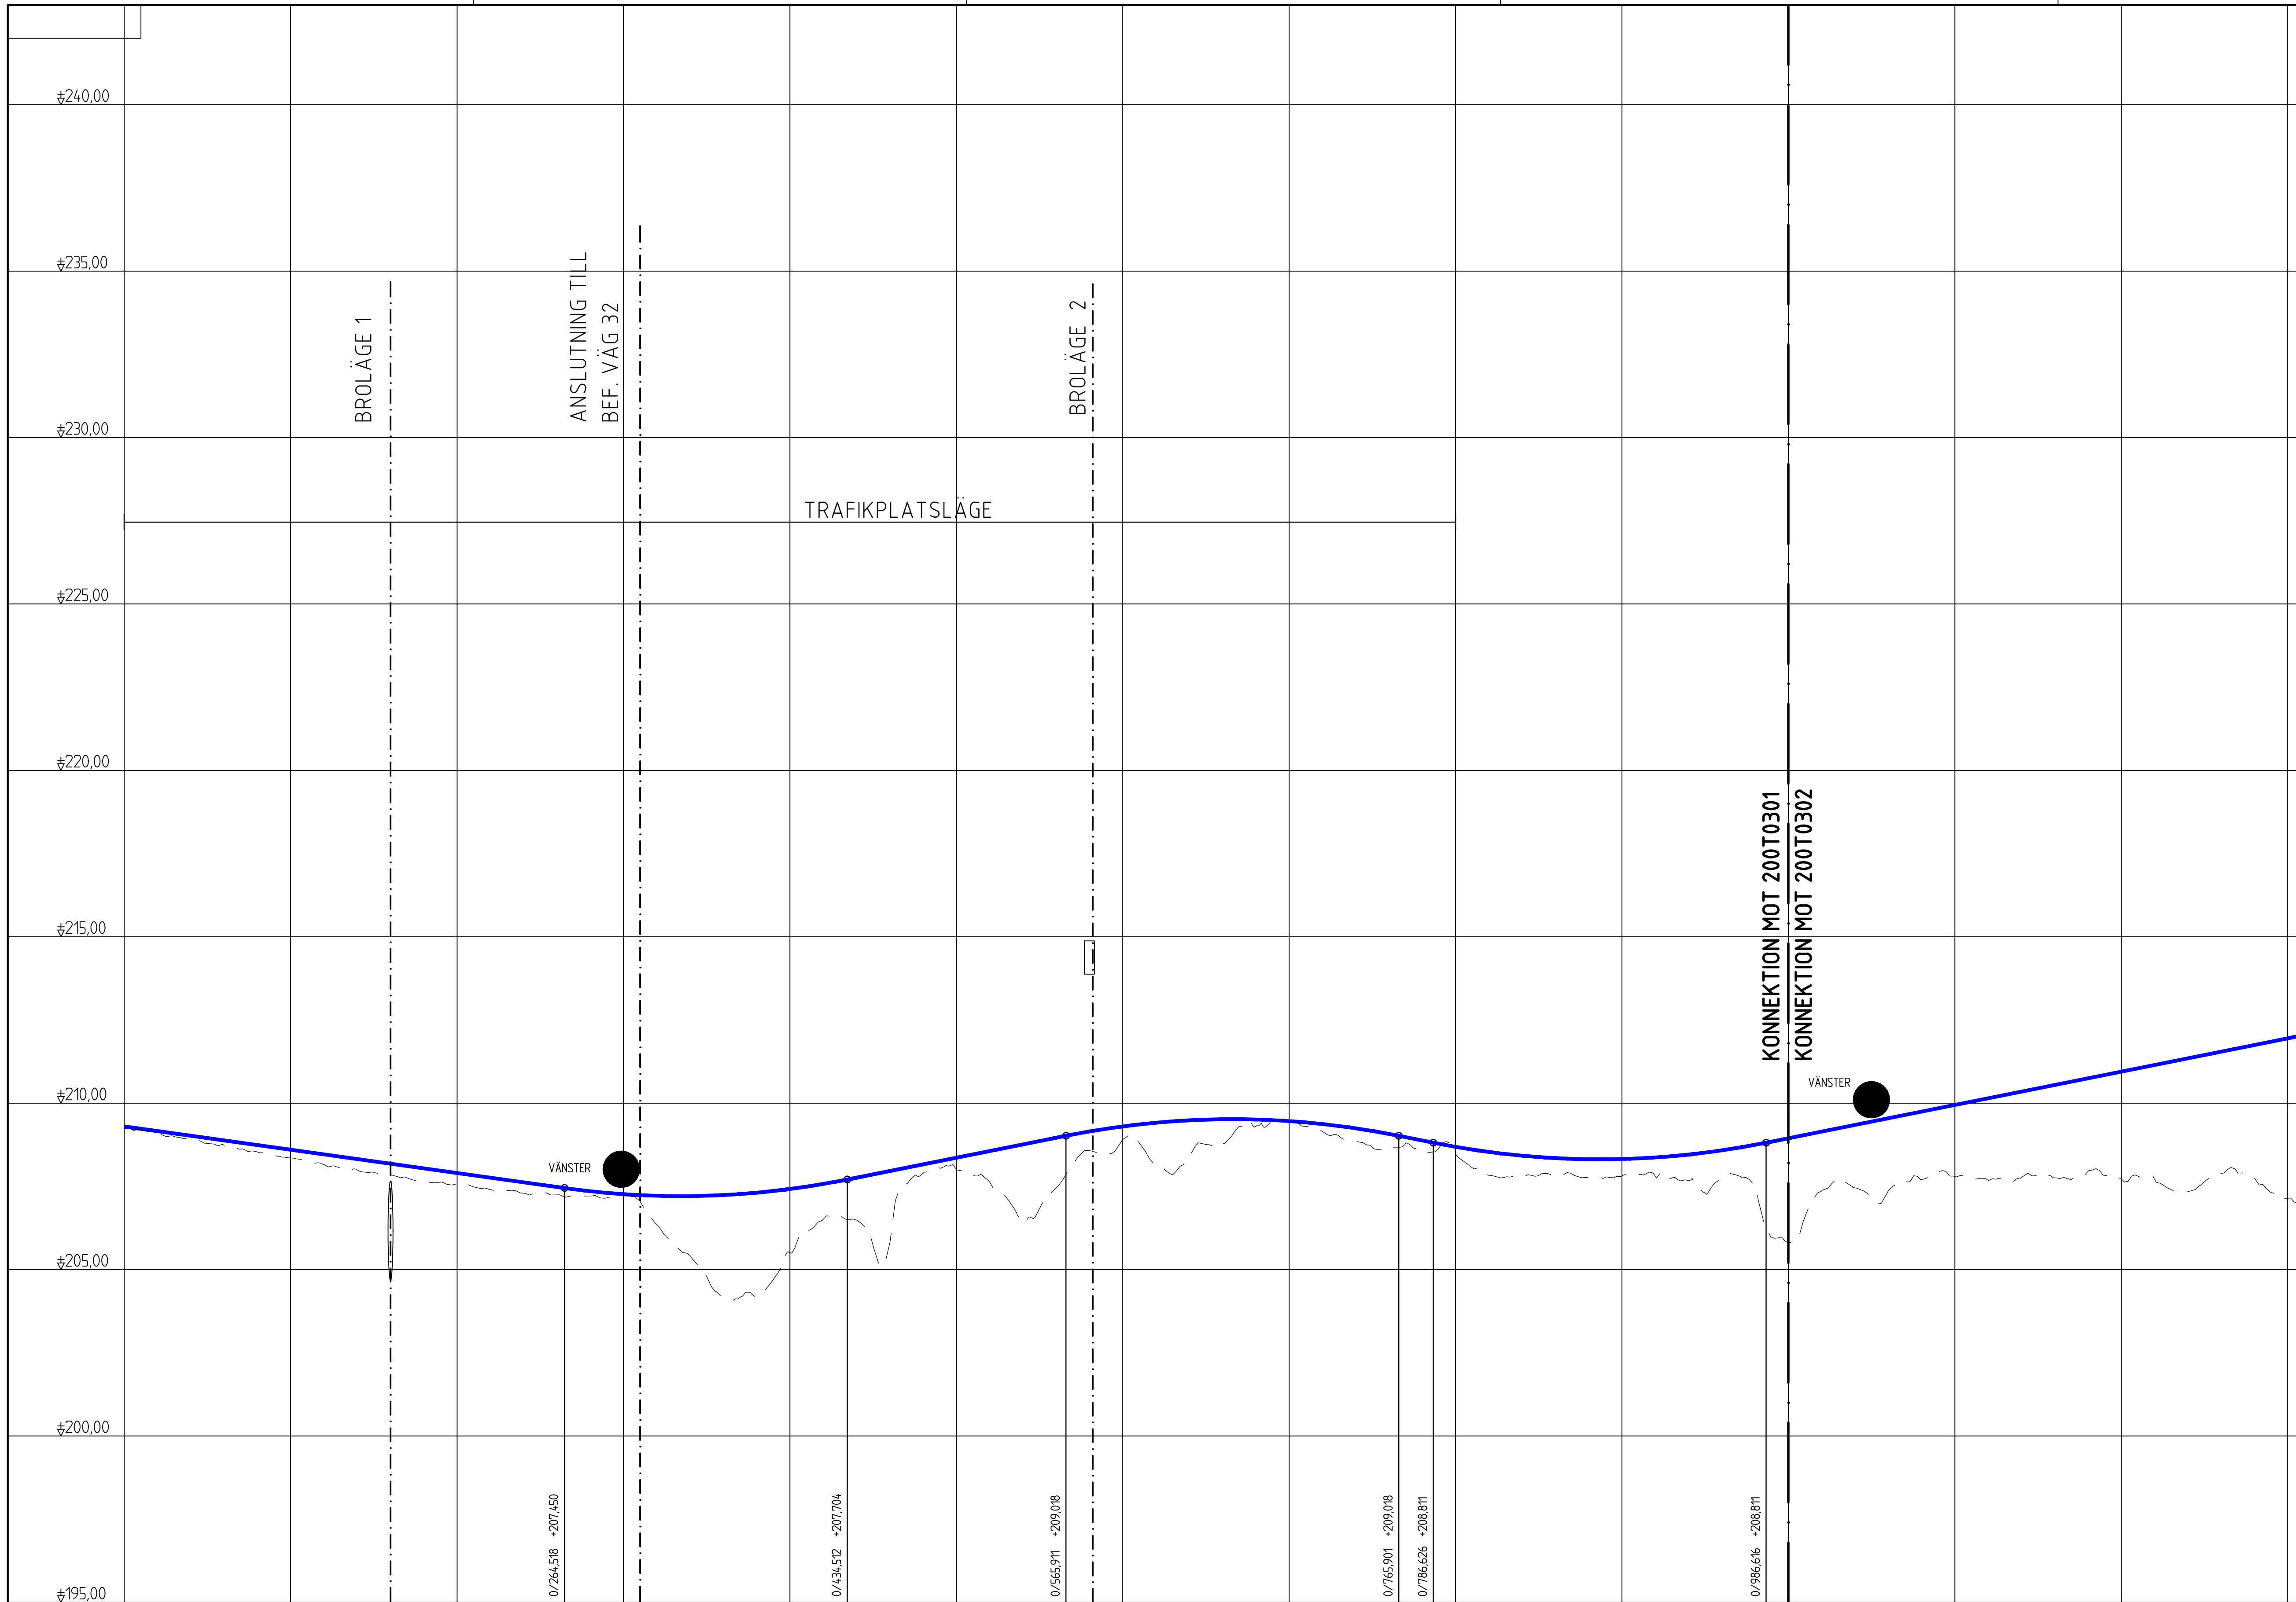 ±240,00
±235,00
±230,00
±225,00
±220,00
±215,00
±210,00
±205,00
±200,00
±195,00
BROLÄGE 1
ANSLUTNING TILL
BEF. VÄG 32
BROLÄGE 2
TRAFIKPLATSLÄGE
KONNEKTION MOT 200T0301
KONNEKTION MOT 200T0302
VÄNSTER
VÄNSTER
0/264,518 +207,450
0/434,512 +207,704
0/565,911 +209,018
0/765,901 +209,018
0/786,626 +208,811
0/986,616 +208,811